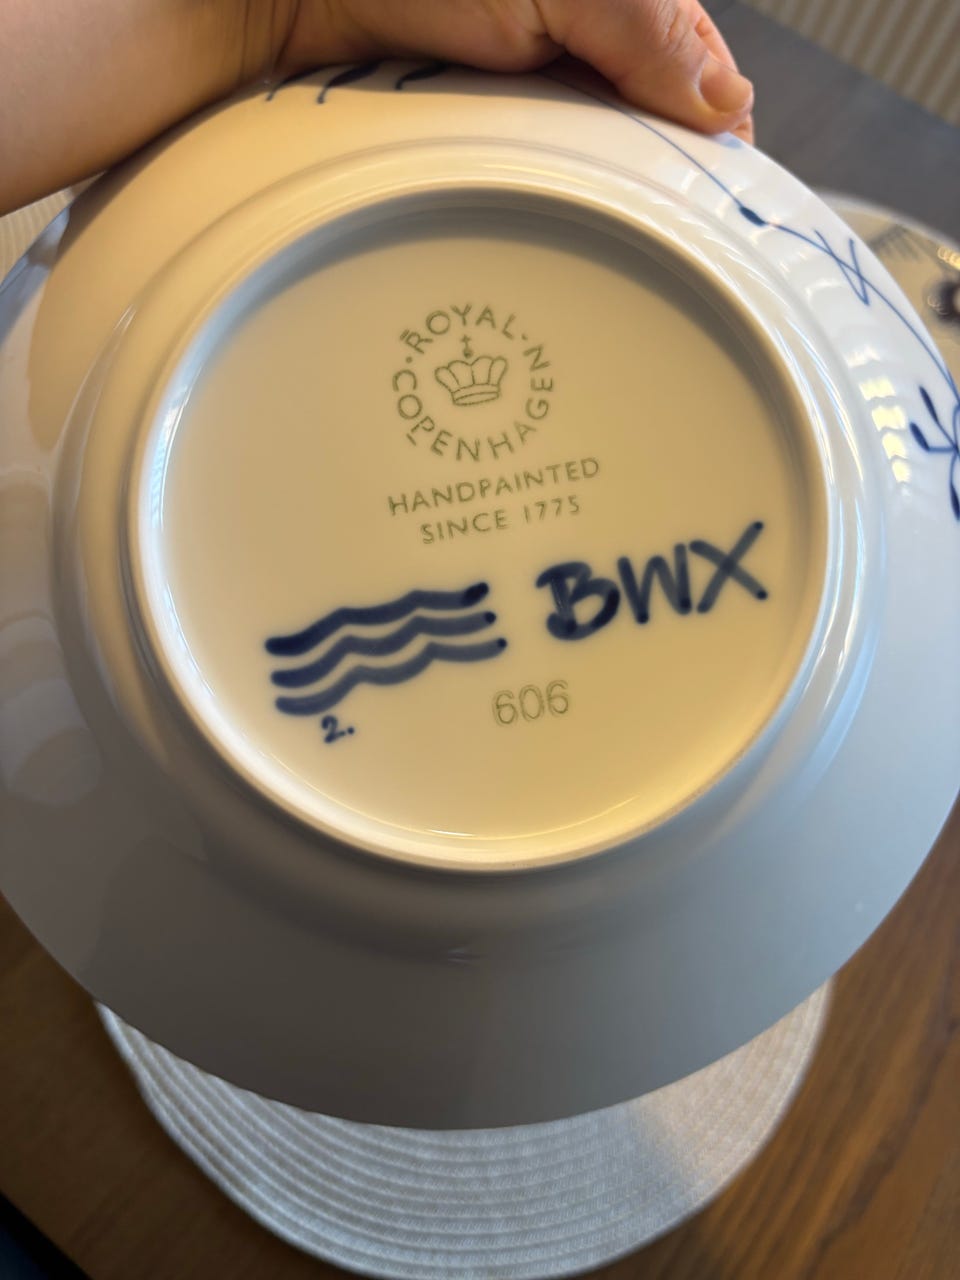 ROYAL · COPENHAGEN ·
HANDPAINTED
SINCE 1775
BWX
2..
606